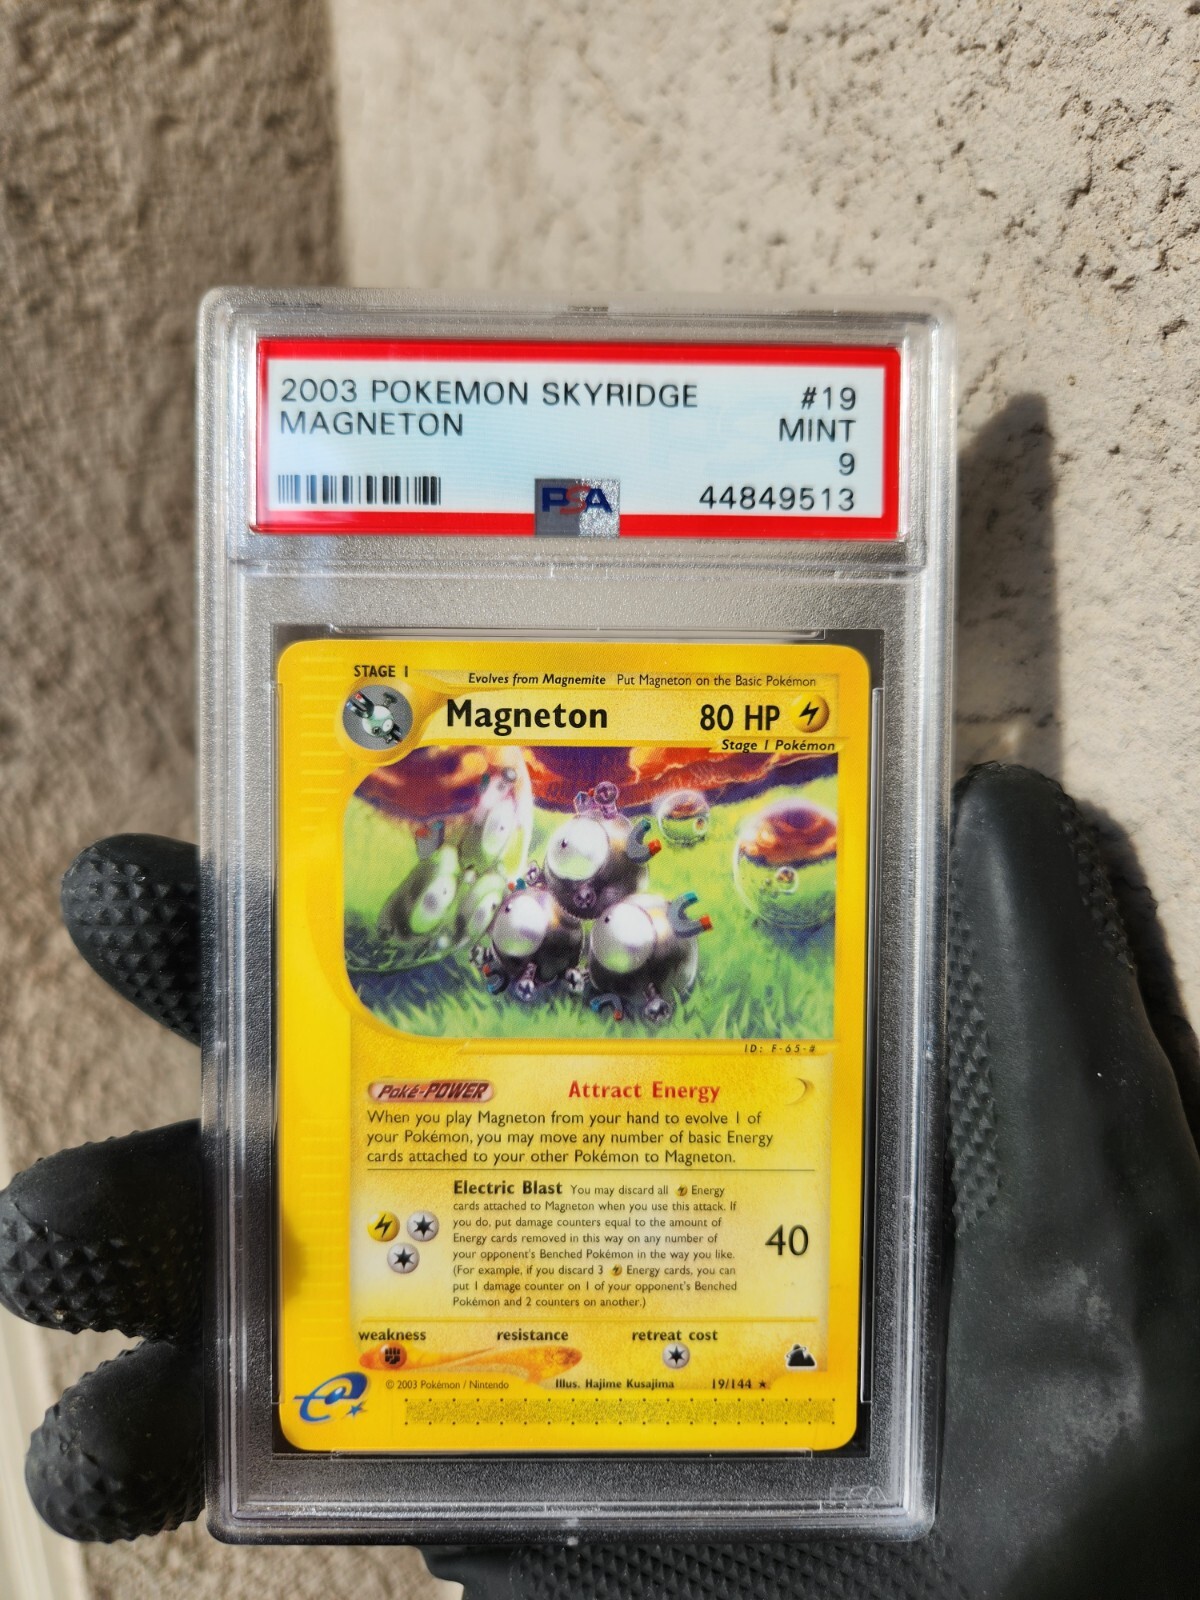 2003 POKEMON SKYRIDGE #19
MAGNETON MINT
9
PSA 44849513
STAGE 1
Evolves from Magnemite Put Magneton on the Basic Pokémon
Magneton 80 HP
Stage 1 Pokémon
ID: F-65-#
Poké-POWER Attract Energy
When you play Magneton from your hand to evolve 1 of
your Pokémon, you may move any number of basic Energy
cards attached to your other Pokémon to Magneton.
Electric Blast You may discard all Energy
cards attached to Magneton when you use this attack. If
you do, put damage counters equal to the amount of
Energy cards removed in this way on any number of
your opponent's Benched Pokémon in the way you like.
(For example, if you discard 3 Energy cards, you can
put 1 damage counter on 1 of your opponent's Benched
Pokémon and 2 counters on another.)
40
weakness resistance retreat cost
© 2003 Pokémon / Nintendo Illus. Hajime Kusajima 19/144 ★
e
PSA